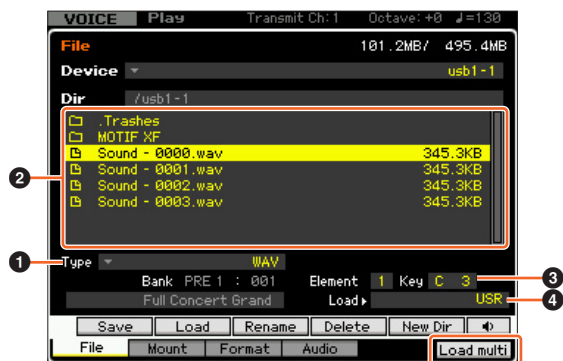 VOICE Play Transmit Ch:1 Octave:+0 ♩=130
File 101.2MB/ 495.4MB
Device usb1-1
Dir /usb1-1
.Trashes
MOTIF XF
Sound - 0000.wav 345.3KB
Sound - 0001.wav 345.3KB
Sound - 0002.wav 345.3KB
Sound - 0003.wav 345.3KB
2
1 Type WAV
Bank PRE 1 : 001 Element 1 Key C 3 3
Full Concert Grand Load USR 4
Save Load Rename Delete New Dir
File Mount Format Audio Load multi